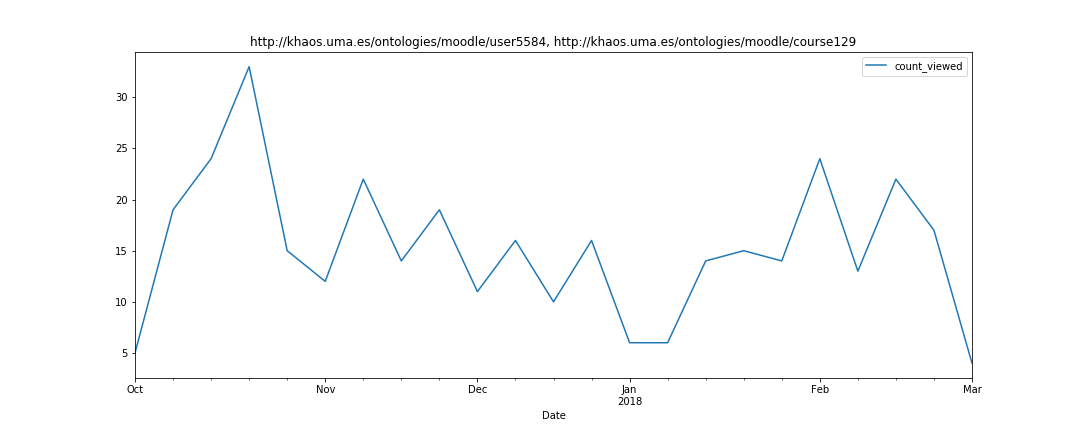 http://khaos.uma.es/ontologies/moodle/user5584, http://khaos.uma.es/ontologies/moodle/course129
count_viewed
30
25
20
15
10
5
Oct Nov Dec Jan Feb Mar
2018
Date